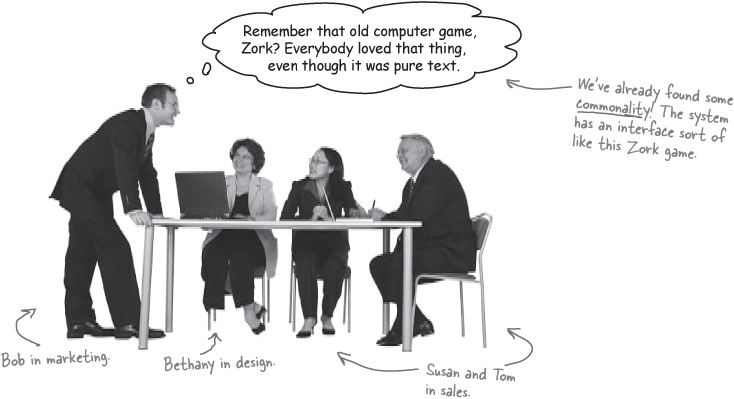 Remember that old computer game,
Zork? Everybody loved that thing,
even though it was pure text.
We've already found some
commonality! The system
has an interface sort of
like this Zork game.
Bob in marketing.
Bethany in design.
Susan and Tom
in sales.